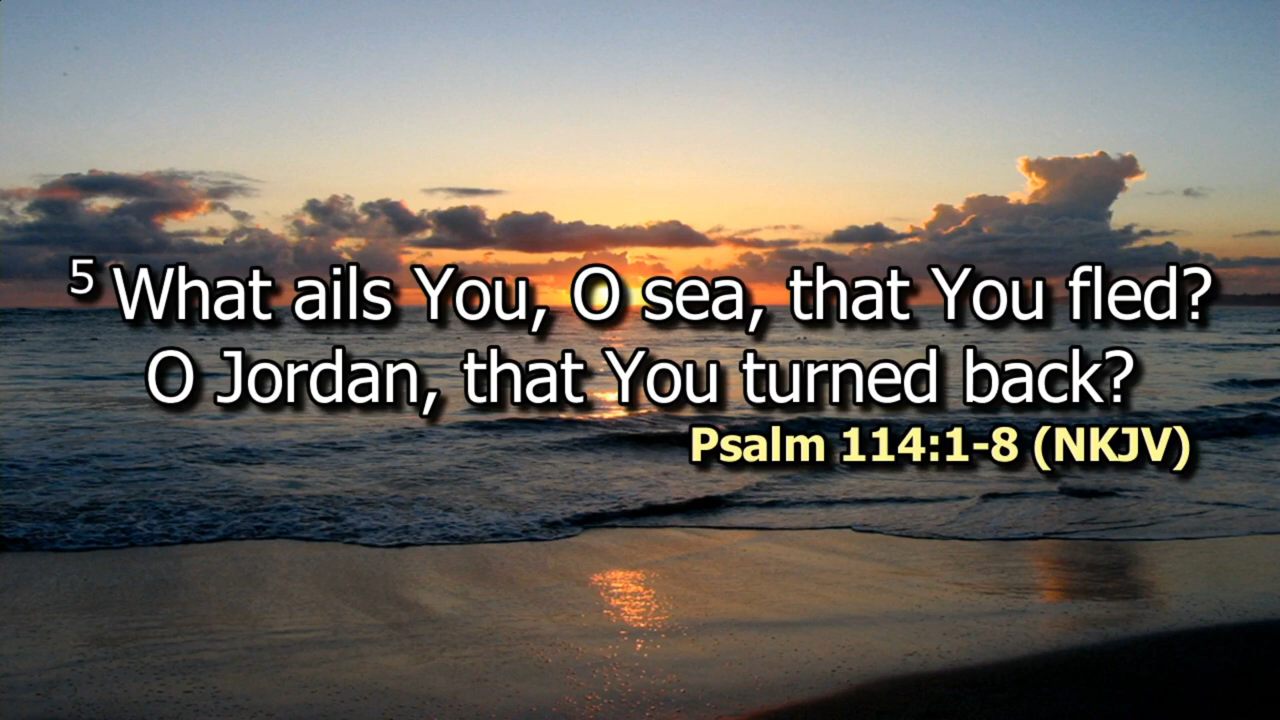 5 What ails You, O sea, that You fled?
O Jordan, that You turned back?
Psalm 114:1-8 (NKJV)